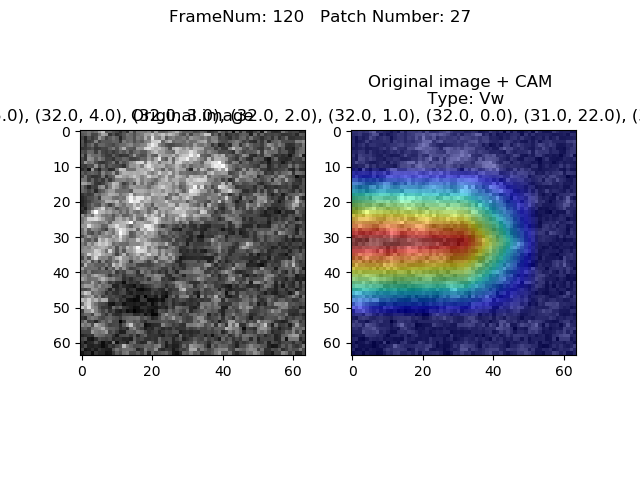 FrameNum: 120   Patch Number: 27
Original image + CAM
Type: Vw
.0), (32.0, 4.0), (32.0, 3.0), (32.0, 2.0), (32.0, 1.0), (32.0, 0.0), (31.0, 22.0), (
Original image
0
10
20
30
40
50
60
0 20 40 60
0
10
20
30
40
50
60
0 20 40 60